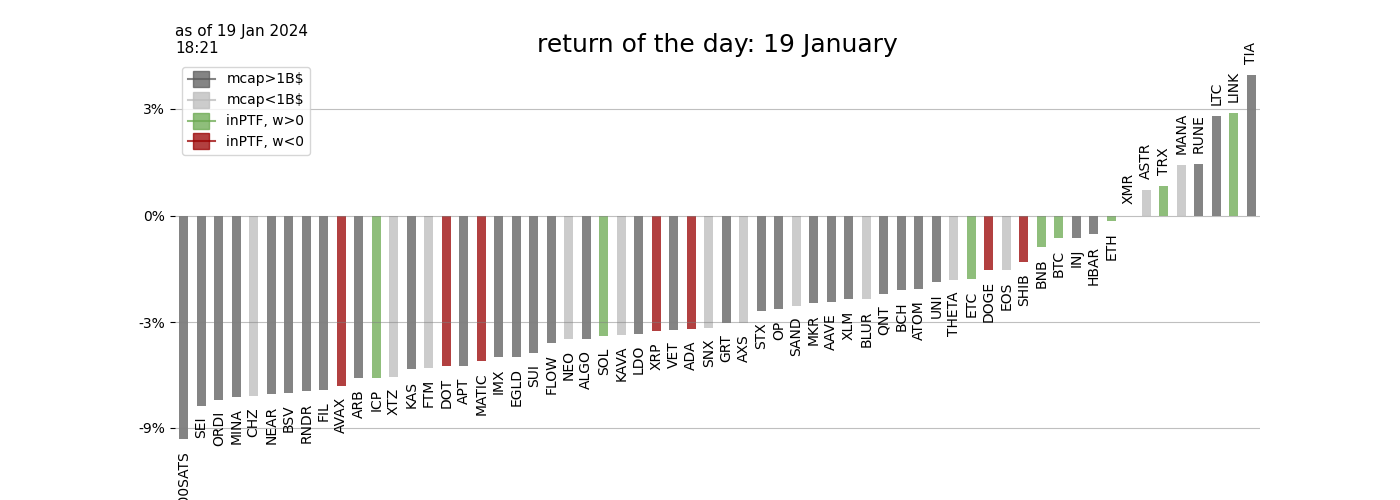 as of 19 Jan 2024
18:21
return of the day: 19 January
mcap>1B$
mcap<1B$
inPTF, w>0
inPTF, w<0
3%
0%
-3%
-9%
00SATS
SEI
ORDI
MINA
CHZ
NEAR
BSV
RNDR
FIL
AVAX
ARB
ICP
XTZ
KAS
FTM
DOT
APT
MATIC
IMX
EGLD
SUI
FLOW
NEO
ALGO
SOL
KAVA
LDO
XRP
VET
ADA
SNX
GRT
AXS
STX
OP
SAND
MKR
AAVE
XLM
BLUR
QNT
BCH
ATOM
UNI
THETA
ETC
DOGE
EOS
SHIB
BNB
BTC
INJ
HBAR
ETH
XMR
ASTR
TRX
MANA
RUNE
LTC
LINK
TIA